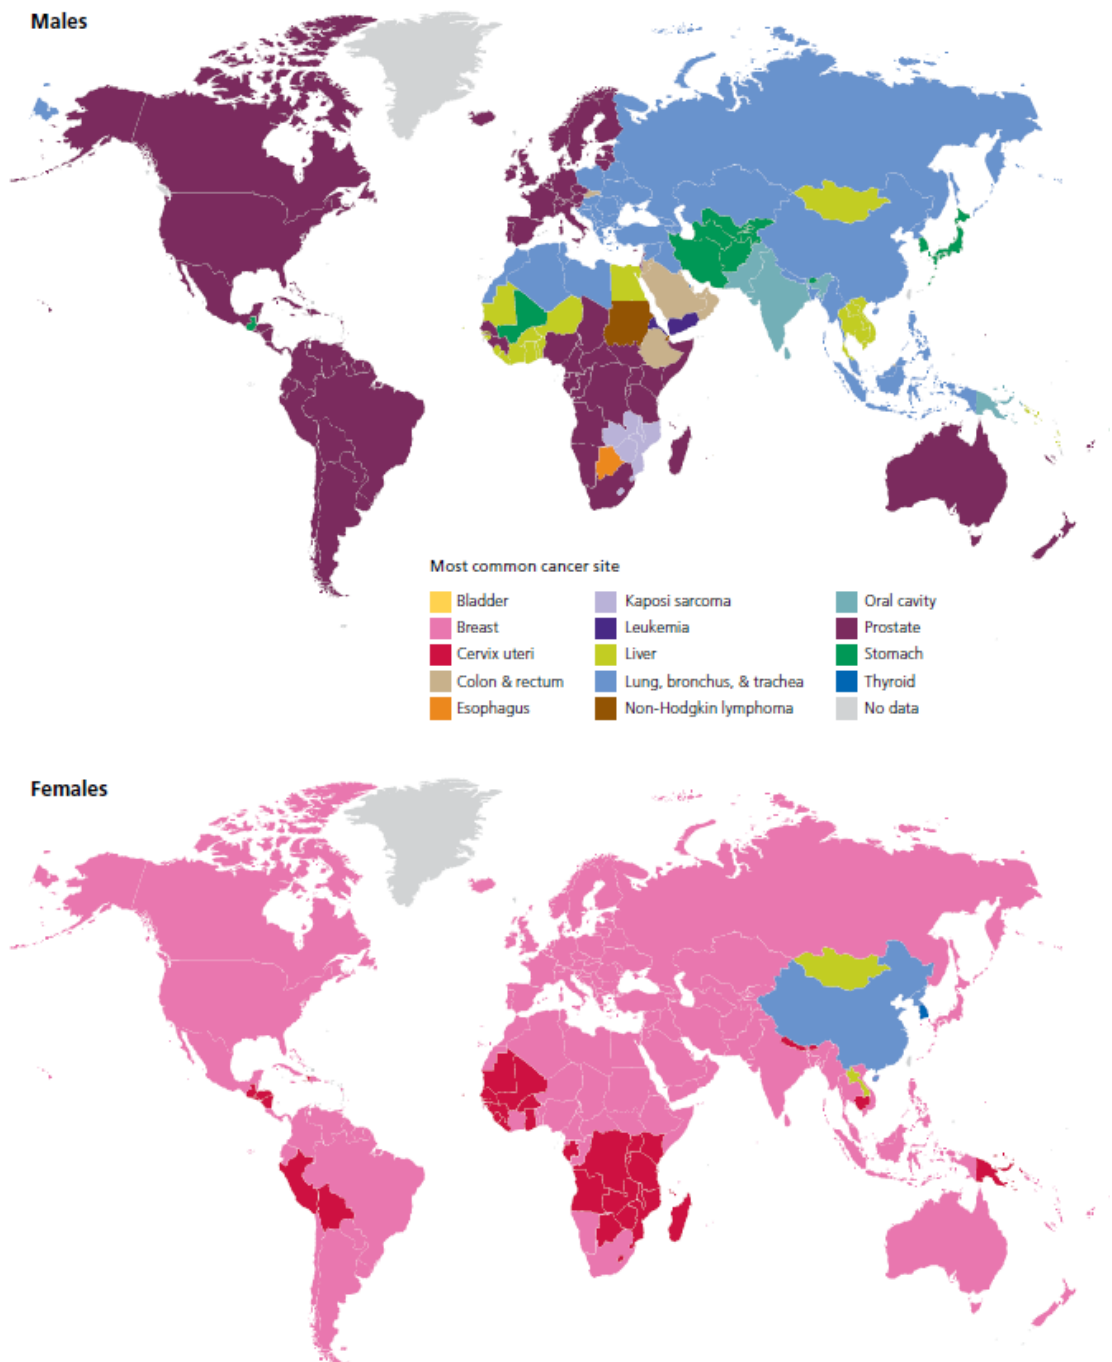 Males
Most common cancer site
Bladder
Breast
Cervix uteri
Colon & rectum
Esophagus
Kaposi sarcoma
Leukemia
Liver
Lung, bronchus, & trachea
Non-Hodgkin lymphoma
Oral cavity
Prostate
Stomach
Thyroid
No data
Females